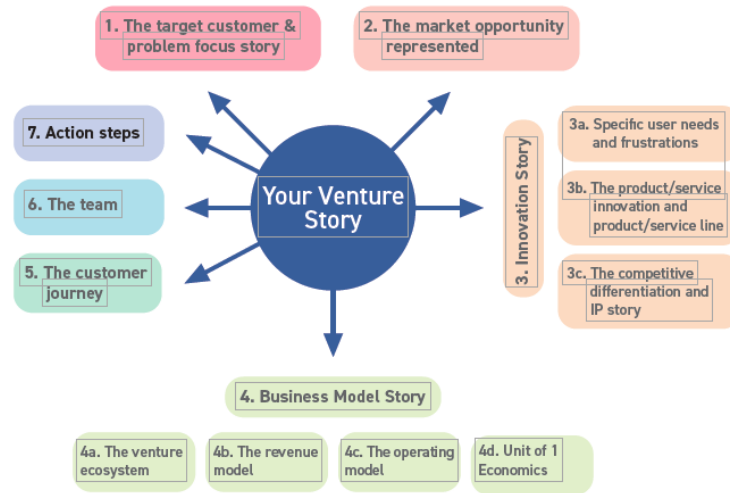 1. The target customer &
problem focus story
2. The market opportunity
represented
7. Action steps
6. The team
5. The customer
journey
Your Venture
Story
3. Innovation Story
3a. Specific user needs
and frustrations
3b. The product/service
innovation and
product/service line
3c. The competitive
differentiation and
IP story
4. Business Model Story
4a. The venture
ecosystem
4b. The revenue
model
4c. The operating
model
4d. Unit of 1
Economics